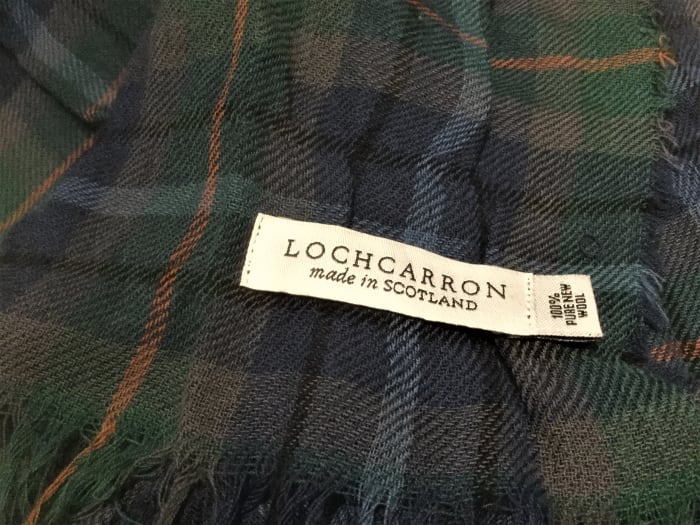 LOCHCARRON
made in SCOTLAND
100%
PURE NEW
WOOL